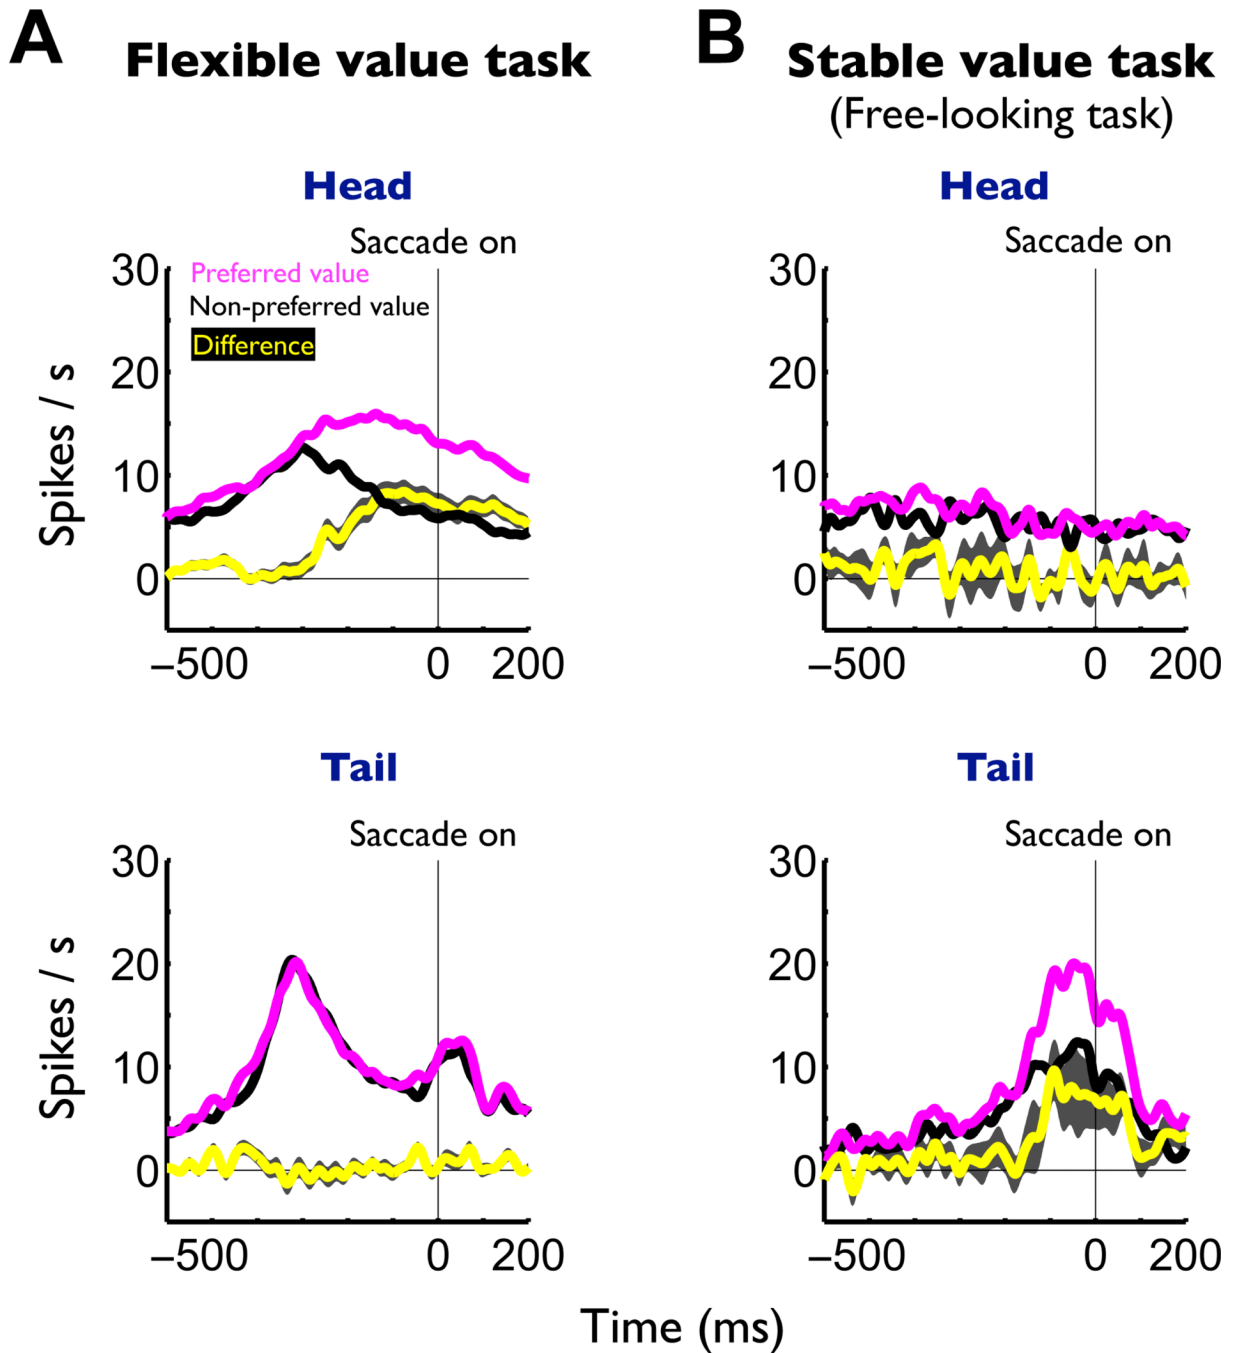 A
Flexible value task
B
Stable value task
(Free-looking task)
Head
Saccade on
30
Preferred value
Non-preferred value
Difference
20
10
0
Spikes / s
–500
0
200
Head
Saccade on
30
20
10
0
–500
0
200
Tail
Saccade on
30
20
10
0
Spikes / s
–500
0
200
Tail
Saccade on
30
20
10
0
–500
0
200
Time (ms)